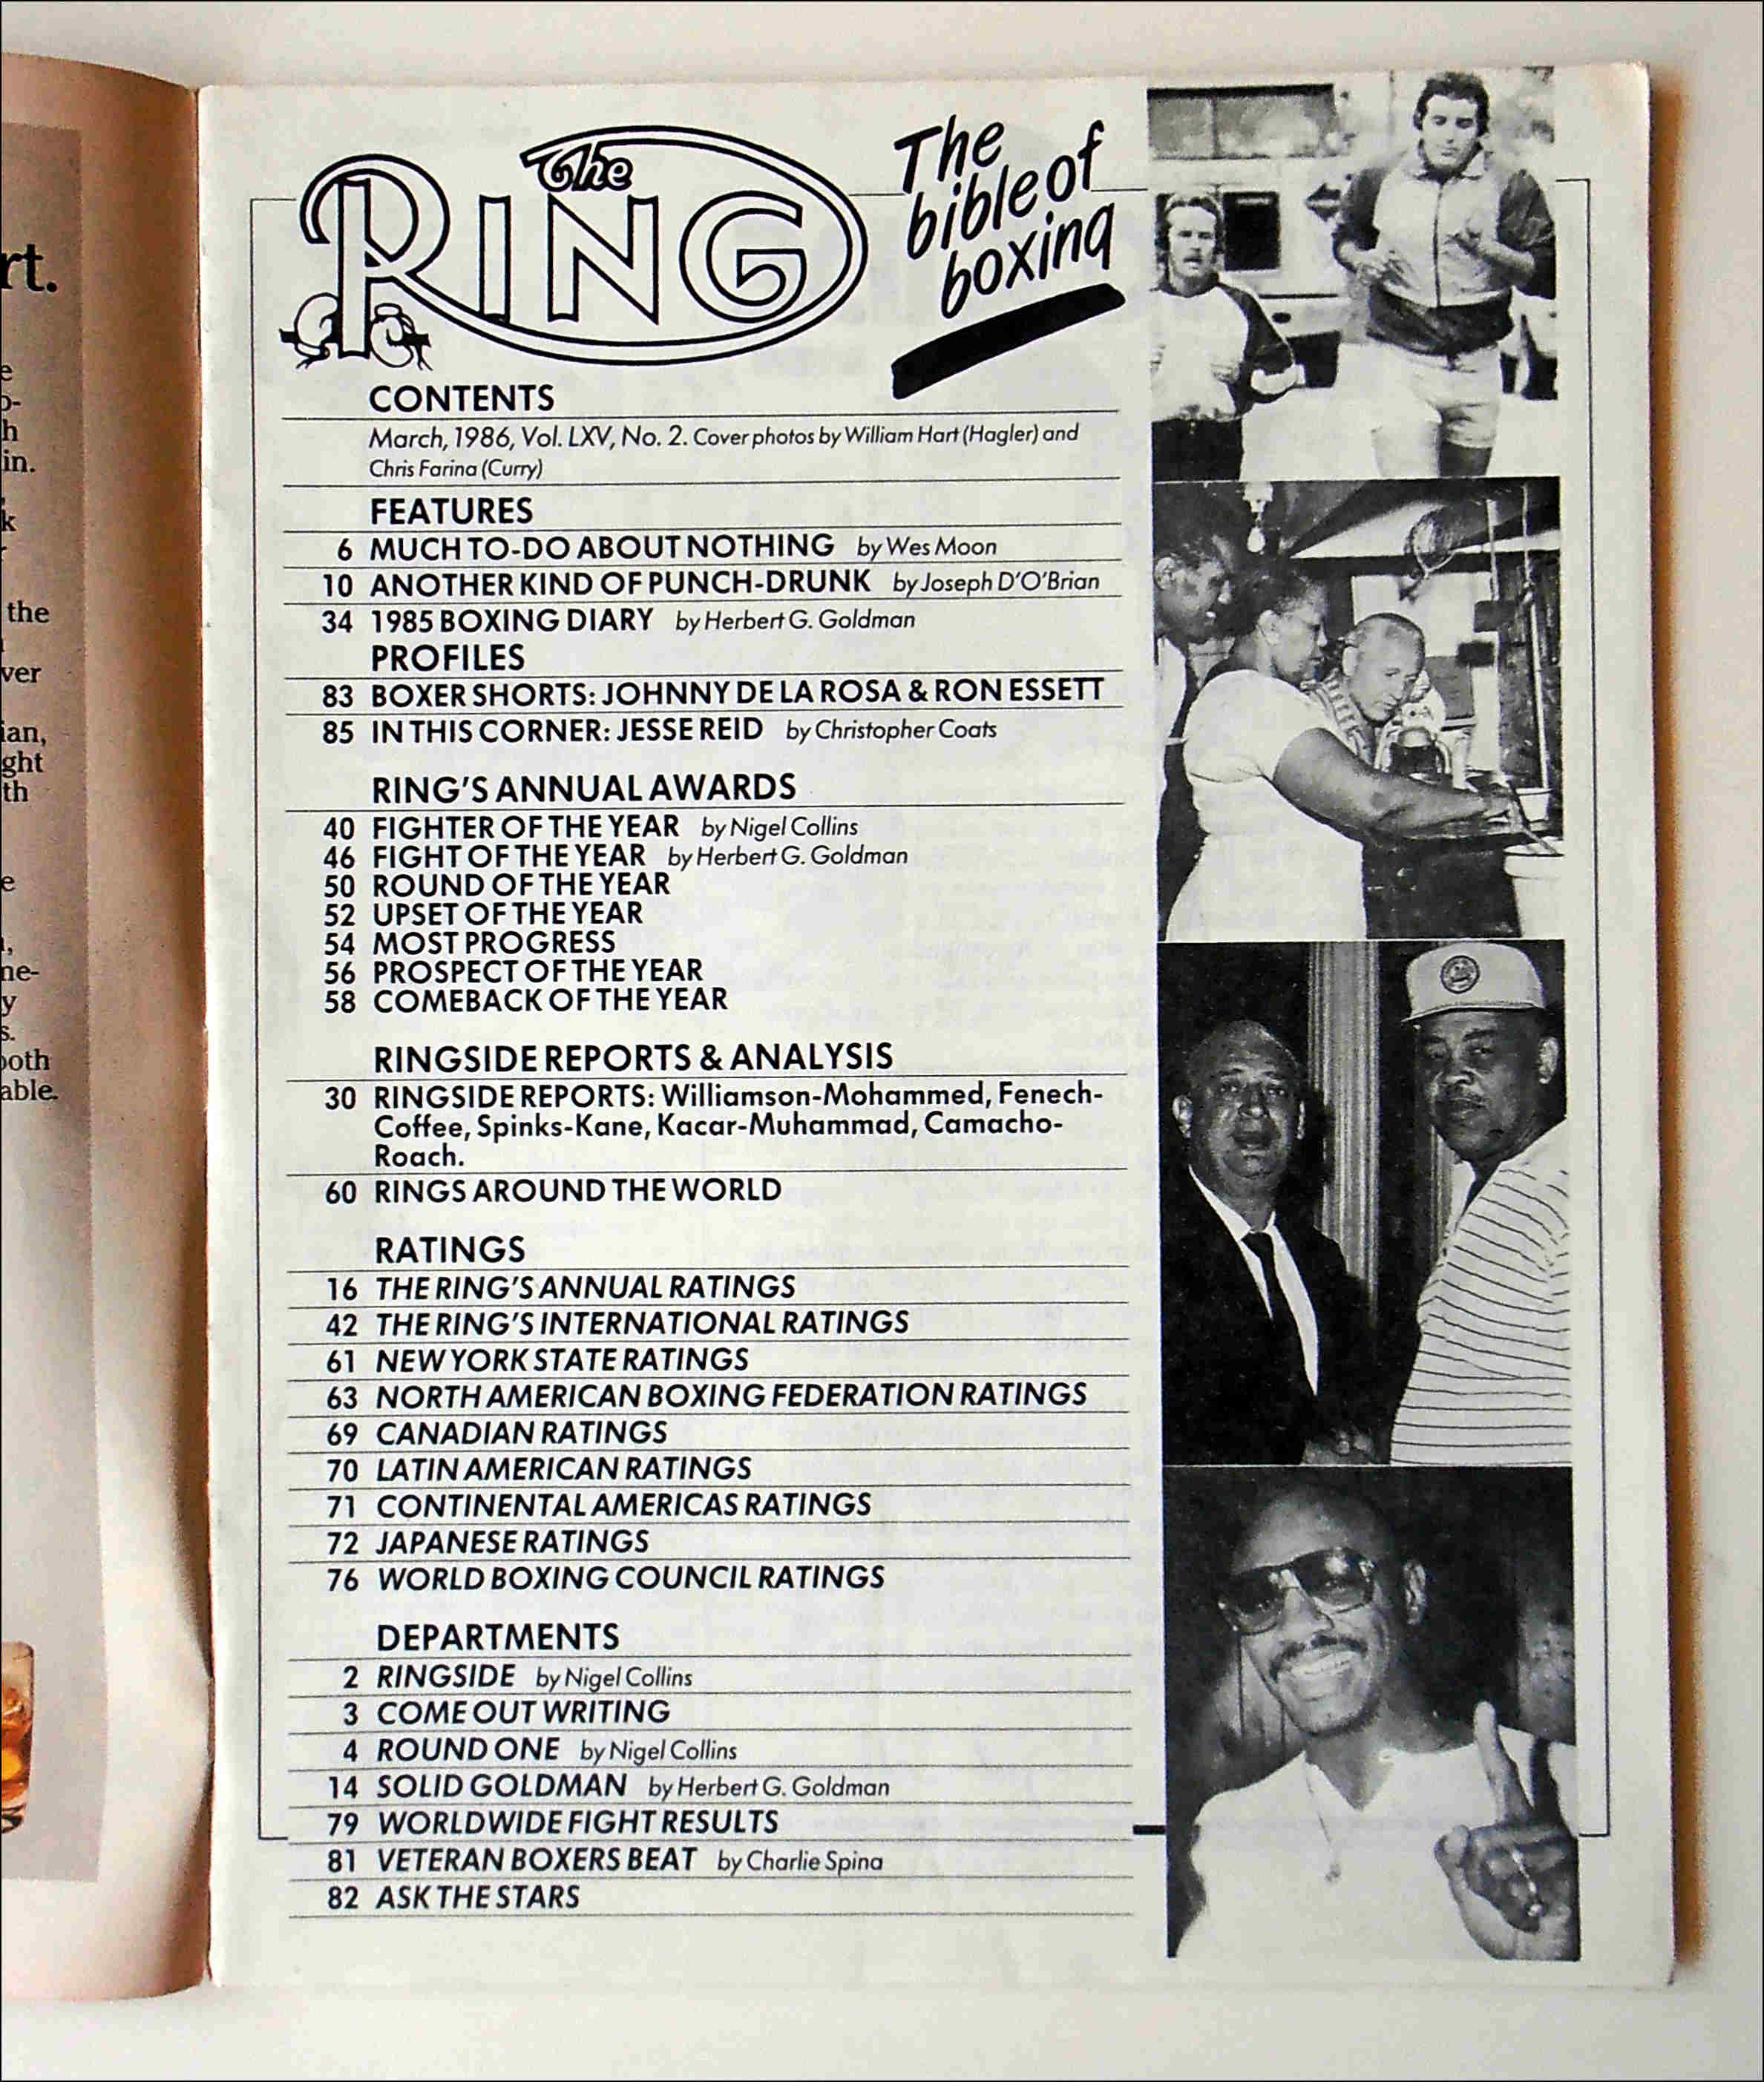 rt.
e
o-
h
in.
k
the
ver
ian,
ght
th
e
ne-
y
s.
both
able.
The
RING
The
bible of
boxing
CONTENTS
March, 1986, Vol. LXV, No. 2. Cover photos by William Hart (Hagler) and
Chris Farina (Curry)
FEATURES
6 MUCH TO-DO ABOUT NOTHING by Wes Moon
10 ANOTHER KIND OF PUNCH-DRUNK by Joseph D'O'Brian
34 1985 BOXING DIARY by Herbert G. Goldman
PROFILES
83 BOXER SHORTS: JOHNNY DE LA ROSA & RON ESSETT
85 IN THIS CORNER: JESSE REID by Christopher Coats
RING'S ANNUAL AWARDS
40 FIGHTER OF THE YEAR by Nigel Collins
46 FIGHT OF THE YEAR by Herbert G. Goldman
50 ROUND OF THE YEAR
52 UPSET OF THE YEAR
54 MOST PROGRESS
56 PROSPECT OF THE YEAR
58 COMEBACK OF THE YEAR
RINGSIDE REPORTS & ANALYSIS
30 RINGSIDE REPORTS: Williamson-Mohammed, Fenech-
Coffee, Spinks-Kane, Kacar-Muhammad, Camacho-
Roach.
60 RINGS AROUND THE WORLD
RATINGS
16 THE RING'S ANNUAL RATINGS
42 THE RING'S INTERNATIONAL RATINGS
61 NEW YORK STATE RATINGS
63 NORTH AMERICAN BOXING FEDERATION RATINGS
69 CANADIAN RATINGS
70 LATIN AMERICAN RATINGS
71 CONTINENTAL AMERICAS RATINGS
72 JAPANESE RATINGS
76 WORLD BOXING COUNCIL RATINGS
DEPARTMENTS
2 RINGSIDE by Nigel Collins
3 COME OUT WRITING
4 ROUND ONE by Nigel Collins
14 SOLID GOLDMAN by Herbert G. Goldman
79 WORLDWIDE FIGHT RESULTS
81 VETERAN BOXERS BEAT by Charlie Spina
82 ASK THE STARS